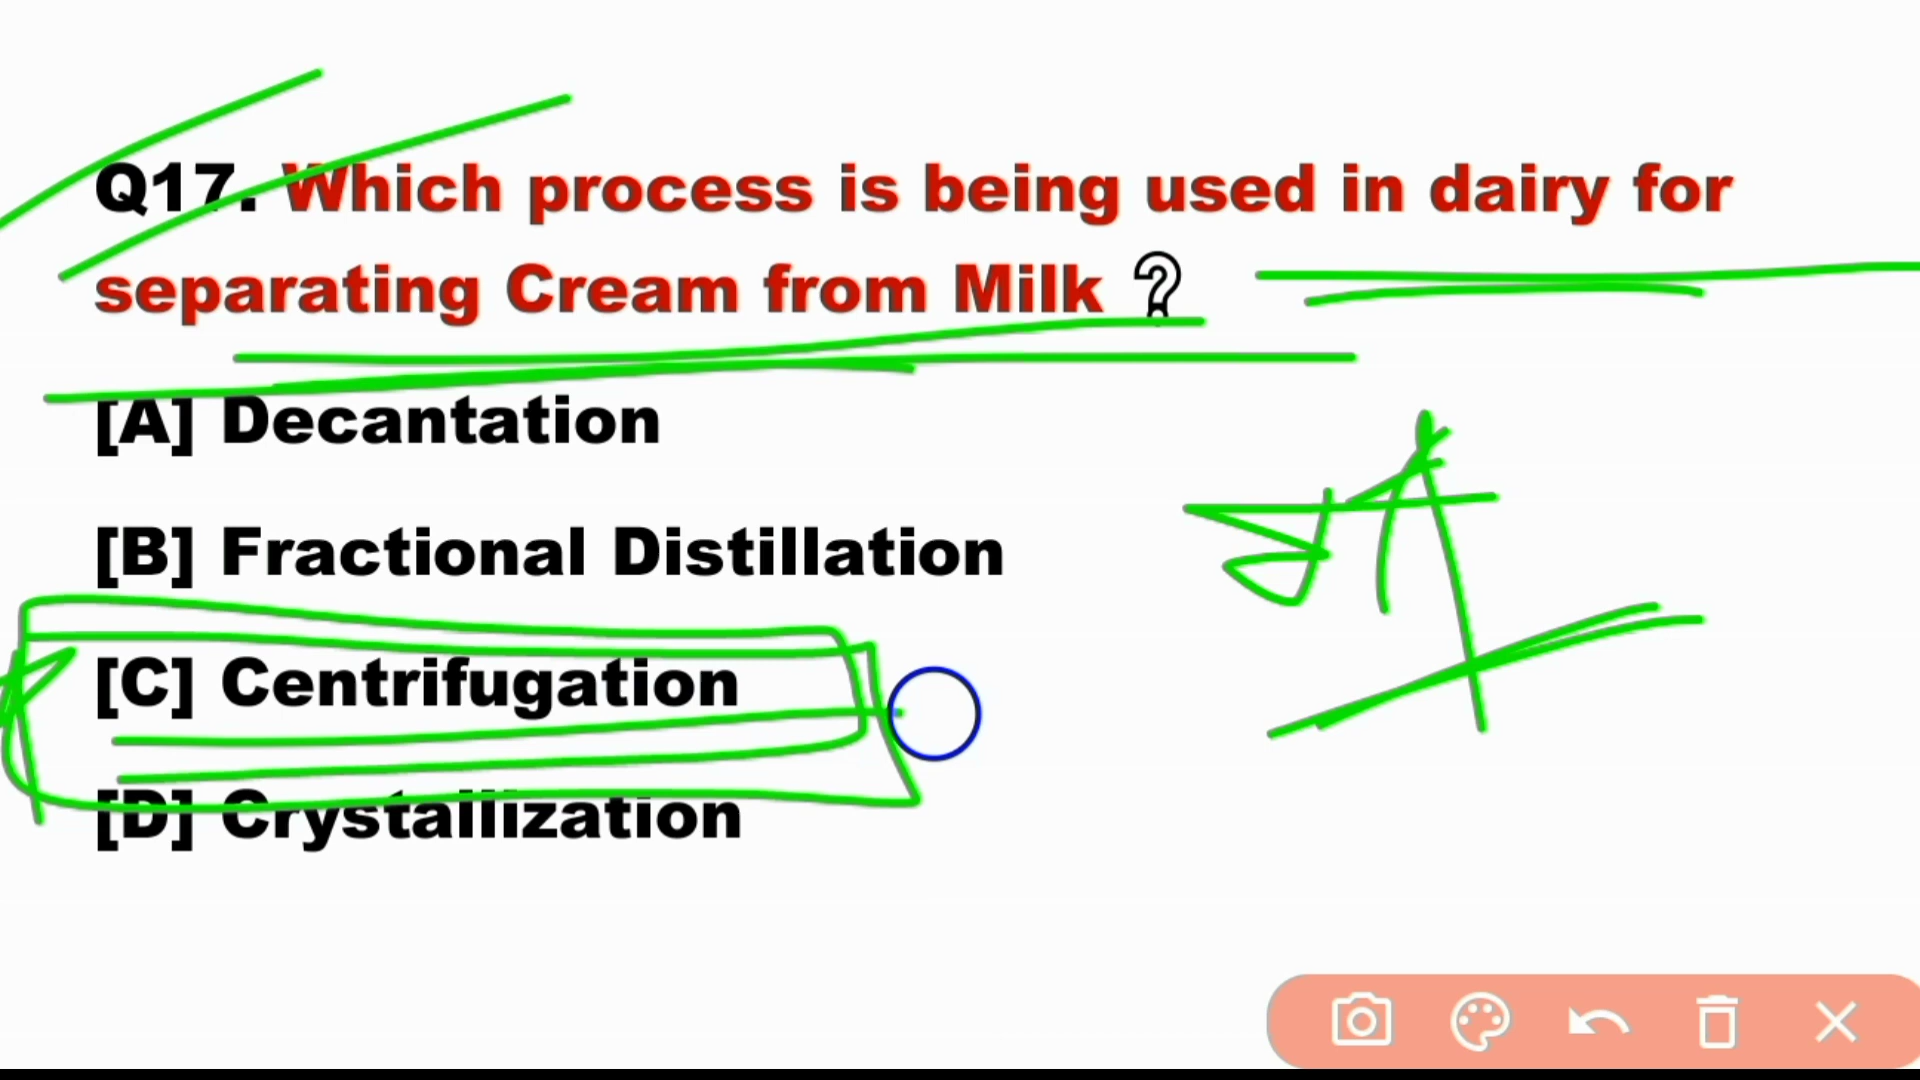 Q17. Which process is being used in dairy for
separating Cream from Milk ?
[A] Decantation
[B] Fractional Distillation
[C] Centrifugation
[D] Crystallization